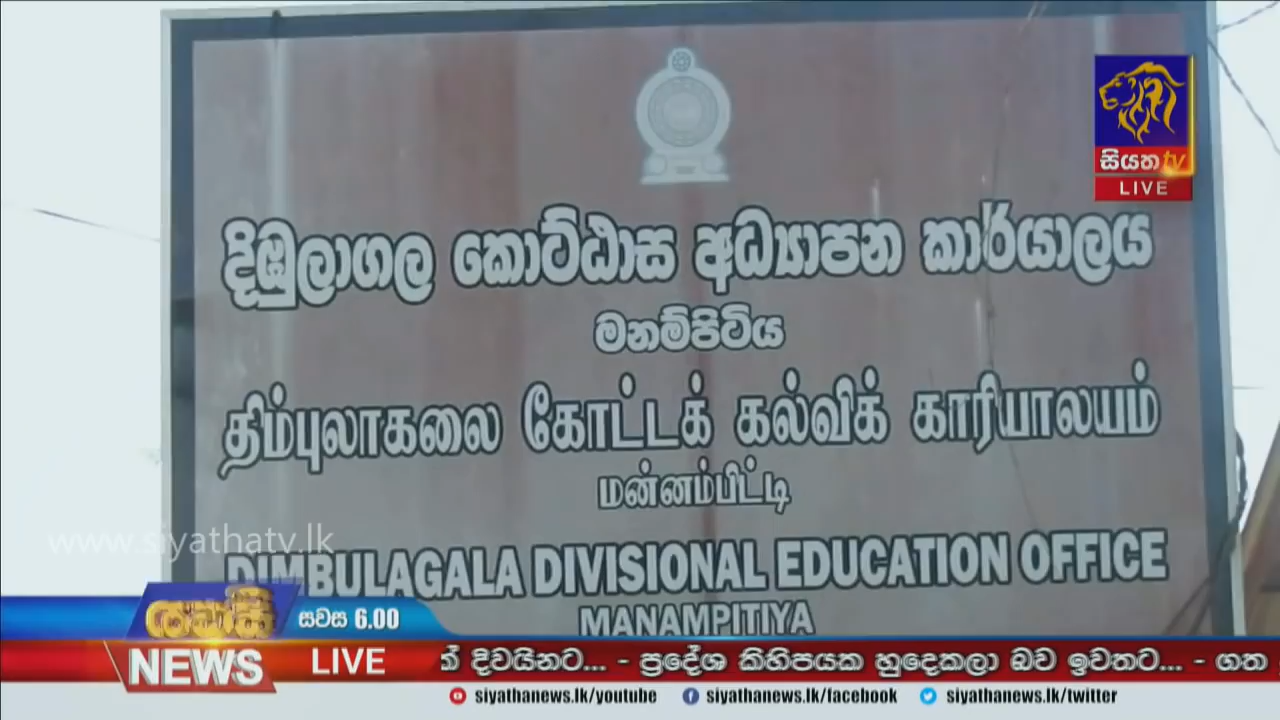 සියත tv
LIVE
දිඹුලාගල කොට්ඨාස අධ්‍යාපන කාර්යාලය
මනම්පිටිය
திம்புலாகலை கோட்டக் கல்விக் காரியாலயம்
மன்னம்பிட்டி
www.siyathatv.lk
DIMBULAGALA DIVISIONAL EDUCATION OFFICE
MANAMPITIYA
සවස 6.00
NEWS LIVE
දිවයිනට... - ප්‍රදේශ කිහිපයක හුදෙකලා බව ඉවතට... - ගත
siyathanews.lk/youtube siyathanews.lk/facebook siyathanews.lk/twitter